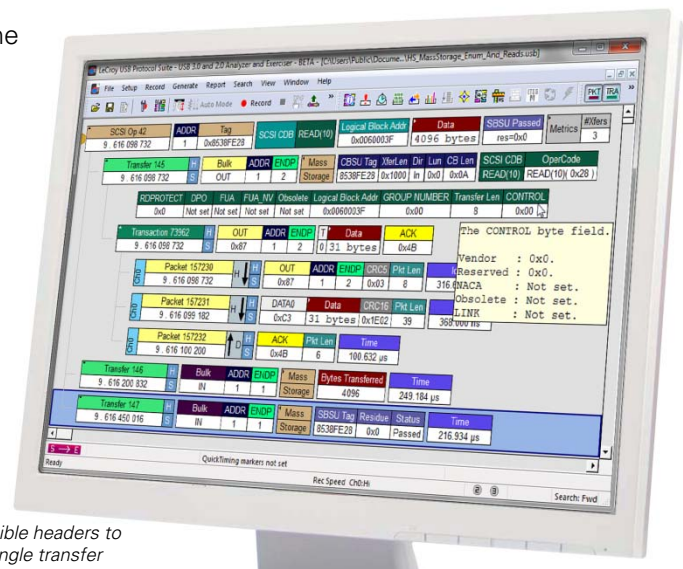 ne
LeCroy USB Protocol Suite - USB 3.0 and 2.0 Analyzer and Exerciser - BETA - [C:\Users\Public\Docume...\HS_MassStorage_Enum_And_Reads.usb]
File Setup Record Generate Report Search View Window Help
Auto Mode Record PKT TRA
SCSI Op 42 ADDR Tag SCSI CDB READ(10) Logical Block Addr Data SBSU Passed Metrics #Xfers
9 . 616 098 732 1 0x8538FE28 0x0060003F 4096 bytes res=0x0 3
Transfer 145 H Bulk ADDR ENDP Mass CBSU Tag XferLen Dir Lun CB Len SCSI CDB OperCode
9 . 616 098 732 S OUT 1 2 Storage 8538FE28 0x1000 In 0x0 0x0A READ(10) READ(10)( 0x28 )
RDPROTECT DPO FUA FUA_NV Obsolete Logical Block Addr GROUP NUMBER Transfer Len CONTROL
0x0 Not set Not set Not set Not set 0x0060003F 0x00 8 0x00
Transaction 73962 H OUT ADDR ENDP T Data ACK
9 . 616 098 732 S 0x87 1 2 0 31 bytes 0x4B
The CONTROL byte field.
Vendor : 0x0.
Reserved : 0x0.
NACA : Not set.
Obsolete : Not set.
LINK : Not set.
Ch0 Packet 157230 H H OUT ADDR ENDP CRC5 Pkt Len
9 . 616 098 732 S 0x87 1 2 0x03 8
Ch0 Packet 157231 H H DATA0 Data CRC16 Pkt Len
9 . 616 099 182 S 0xC3 31 bytes 0x1E02 39 368.000 ns
Ch0 Packet 157232 D H ACK Pkt Len Time
9 . 616 100 200 S 0x4B 6 100.632 µs
Transfer 146 H Bulk ADDR ENDP Mass Bytes Transferred Time
9 . 616 200 832 S IN 1 1 Storage 4096 249.184 µs
Transfer 147 H Bulk ADDR ENDP Mass SBSU Tag Residue Status Time
9 . 616 450 016 S IN 1 1 Storage 8538FE28 0x0 Passed 216.934 µs
S → E
QuickTiming markers not set
Ready Rec Speed Ch0:Hi Search: Fwd
ible headers to
ngle transfer